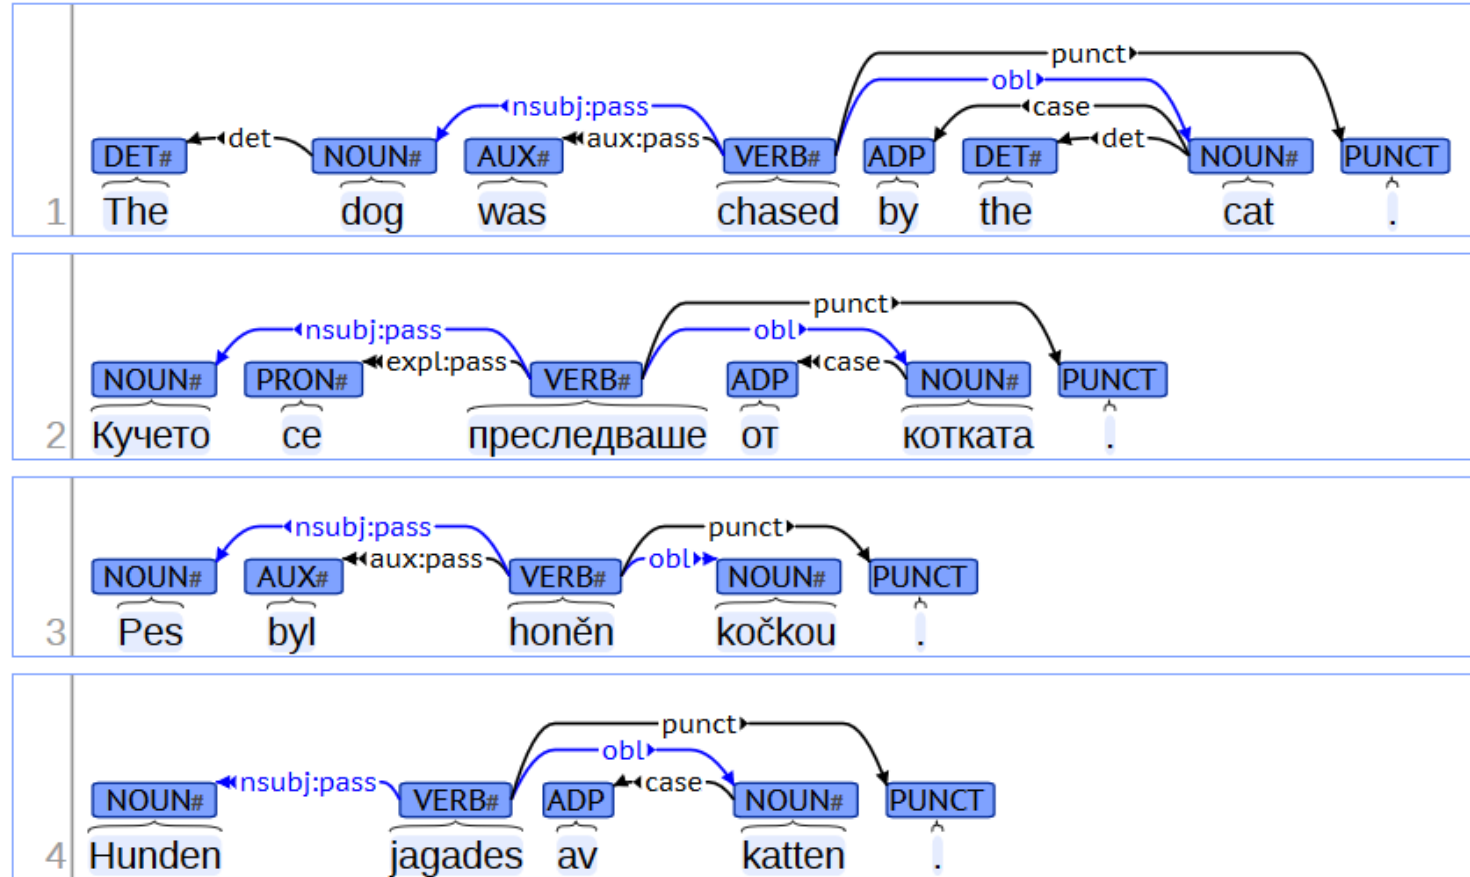 punct
obl
nsubj:pass case
det aux:pass det
DET# NOUN# AUX# VERB# ADP DET# NOUN# PUNCT
1 The dog was chased by the cat .
punct
nsubj:pass obl
expl:pass case
NOUN# PRON# VERB# ADP NOUN# PUNCT
2 Кучето се преследваше от котката .
nsubj:pass punct
aux:pass obl
NOUN# AUX# VERB# NOUN# PUNCT
3 Pes byl honěn kočkou .
punct
obl
nsubj:pass case
NOUN# VERB# ADP NOUN# PUNCT
4 Hunden jagades av katten .